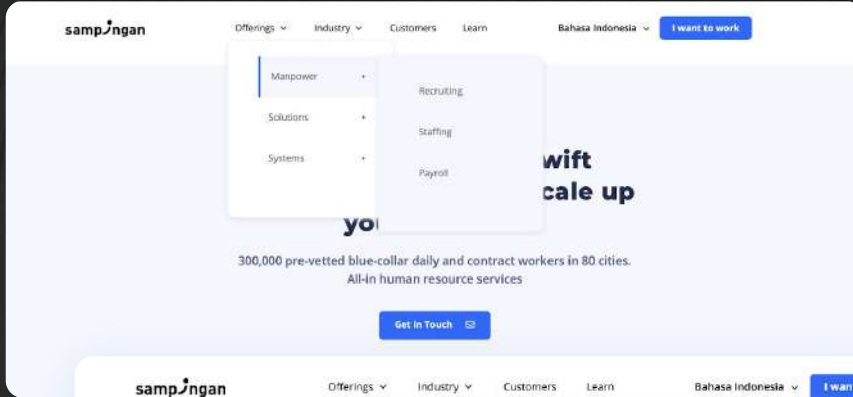 sampingan Offerings Industry Customers Learn Bahasa Indonesia I want to work
Manpower
Recruiting
Solutions
Staffing
Systems
Payroll
wift
cale up
yo
300,000 pre-vetted blue-collar daily and contract workers in 80 cities.
All-in human resource services
Get in Touch
sampingan Offerings Industry Customers Learn Bahasa Indonesia I wan